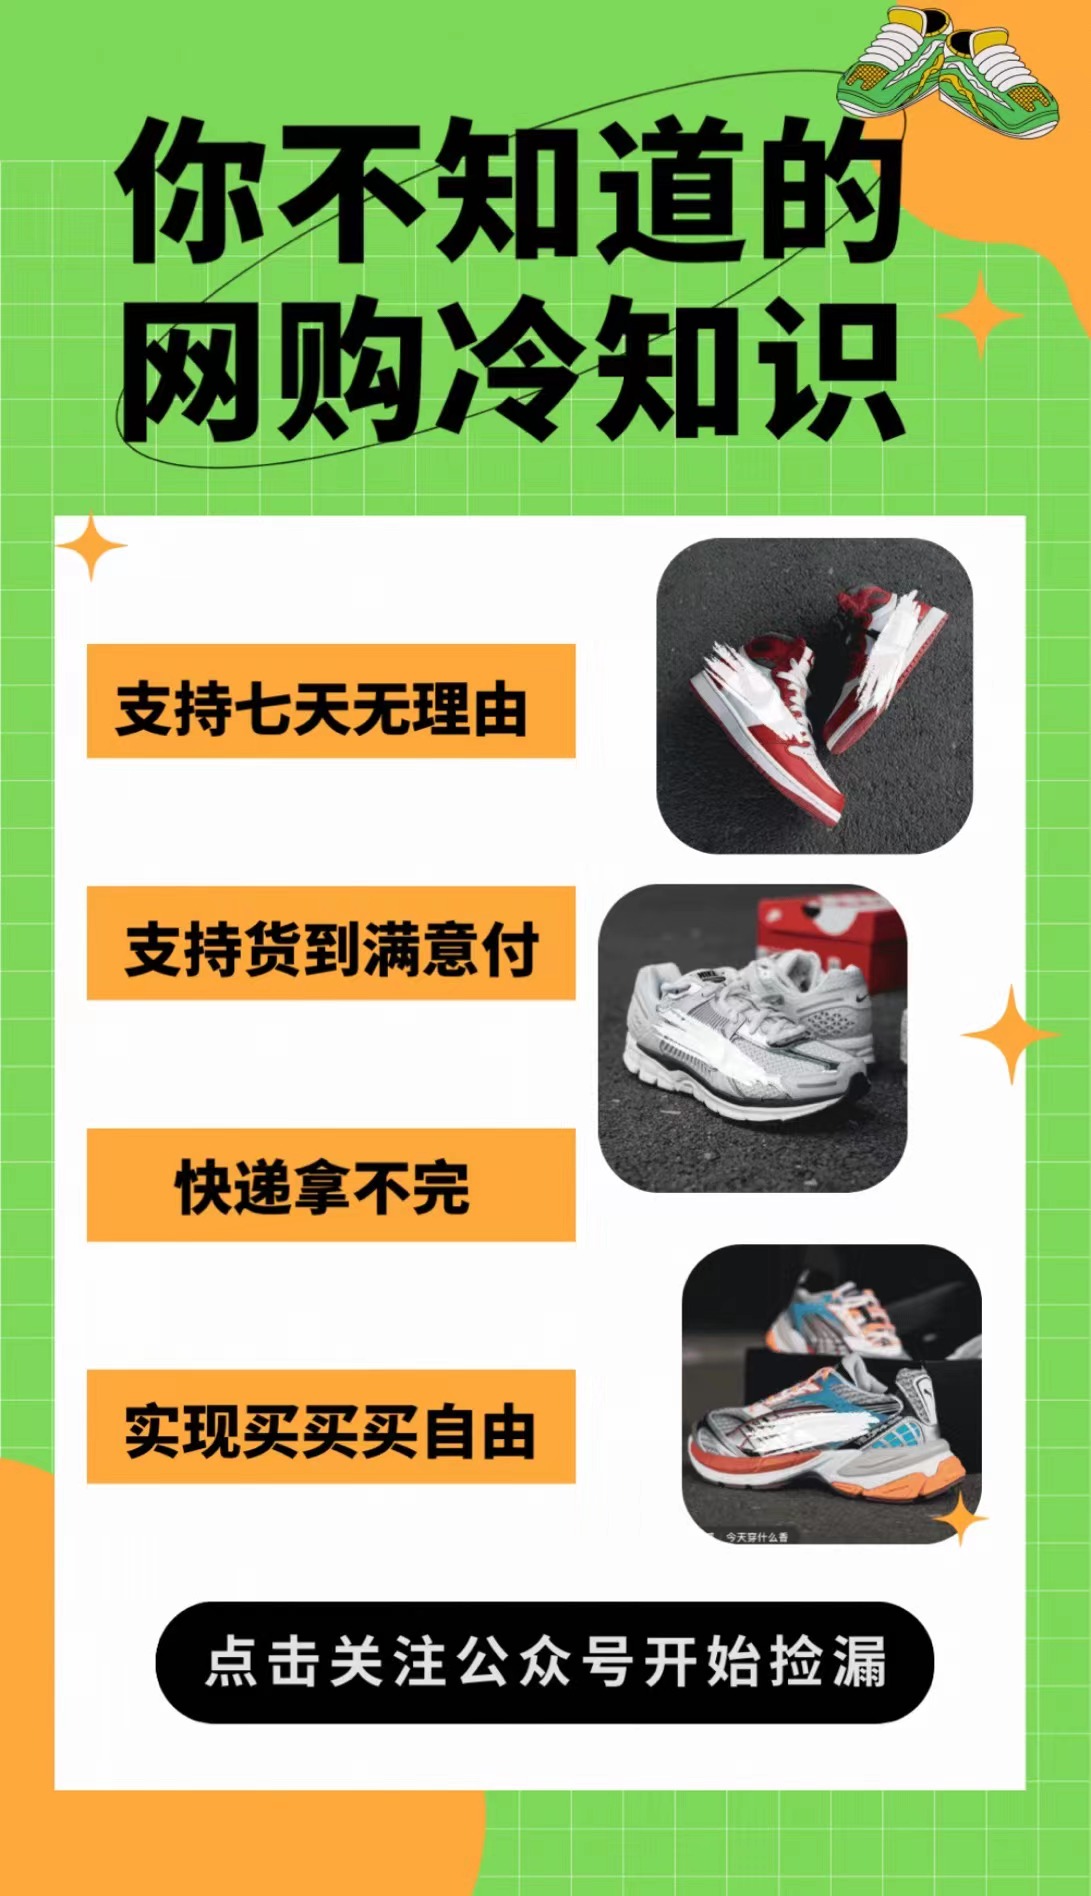 你不知道的
网购冷知识
支持七天无理由
支持货到满意付
NIKE
快递拿不完
实现买买买自由
今天穿什么香
点击关注公众号开始捡漏